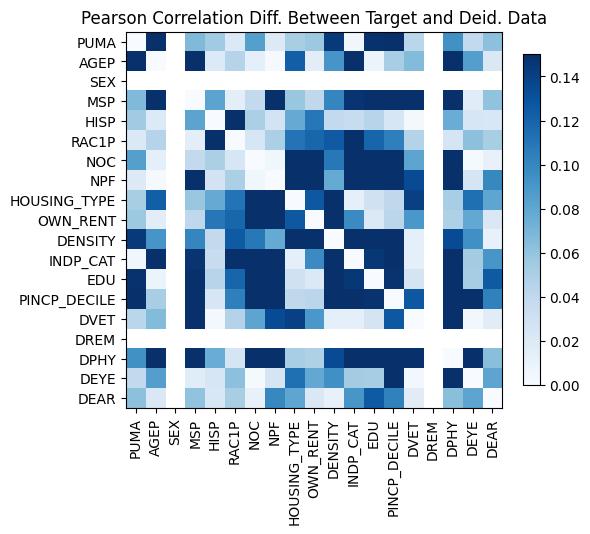 Pearson Correlation Diff. Between Target and Deid. Data
PUMA
AGEP
SEX
MSP
HISP
RAC1P
NOC
NPF
HOUSING_TYPE
OWN_RENT
DENSITY
INDP_CAT
EDU
PINCP_DECILE
DVET
DREM
DPHY
DEYE
DEAR
PUMA
AGEP
SEX
MSP
HISP
RAC1P
NOC
NPF
HOUSING_TYPE
OWN_RENT
DENSITY
INDP_CAT
EDU
PINCP_DECILE
DVET
DREM
DPHY
DEYE
DEAR
0.14
0.12
0.10
0.08
0.06
0.04
0.02
0.00